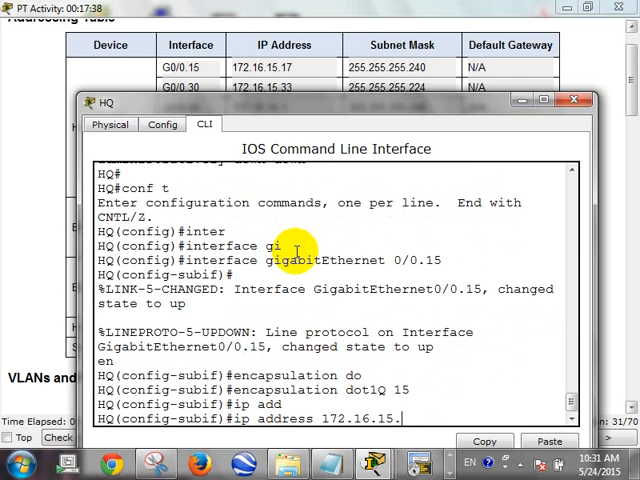 PT Activity: 00:17:38
Addressing Table
Device Interface IP Address Subnet Mask Default Gateway
G0/0.15 172.16.15.17 255.255.255.240 N/A
G0/0.30 172.16.15.33 255.255.255.224 N/A
HQ
Physical Config CLI
IOS Command Line Interface
HQ#
HQ#conf t
Enter configuration commands, one per line. End with
CNTL/Z.
HQ(config)#inter
HQ(config)#interface gi
HQ(config)#interface gigabitEthernet 0/0.15
HQ(config-subif)#
%LINK-5-CHANGED: Interface GigabitEthernet0/0.15, changed
state to up
%LINEPROTO-5-UPDOWN: Line protocol on Interface
GigabitEthernet0/0.15, changed state to up
en
HQ(config-subif)#encapsulation do
HQ(config-subif)#encapsulation dot1Q 15
HQ(config-subif)#ip add
HQ(config-subif)#ip address 172.16.15.
VLANs and
Copy Paste
Time Elapsed: 0
31/70
Top Check
>
EN
10:31 AM
5/24/2015